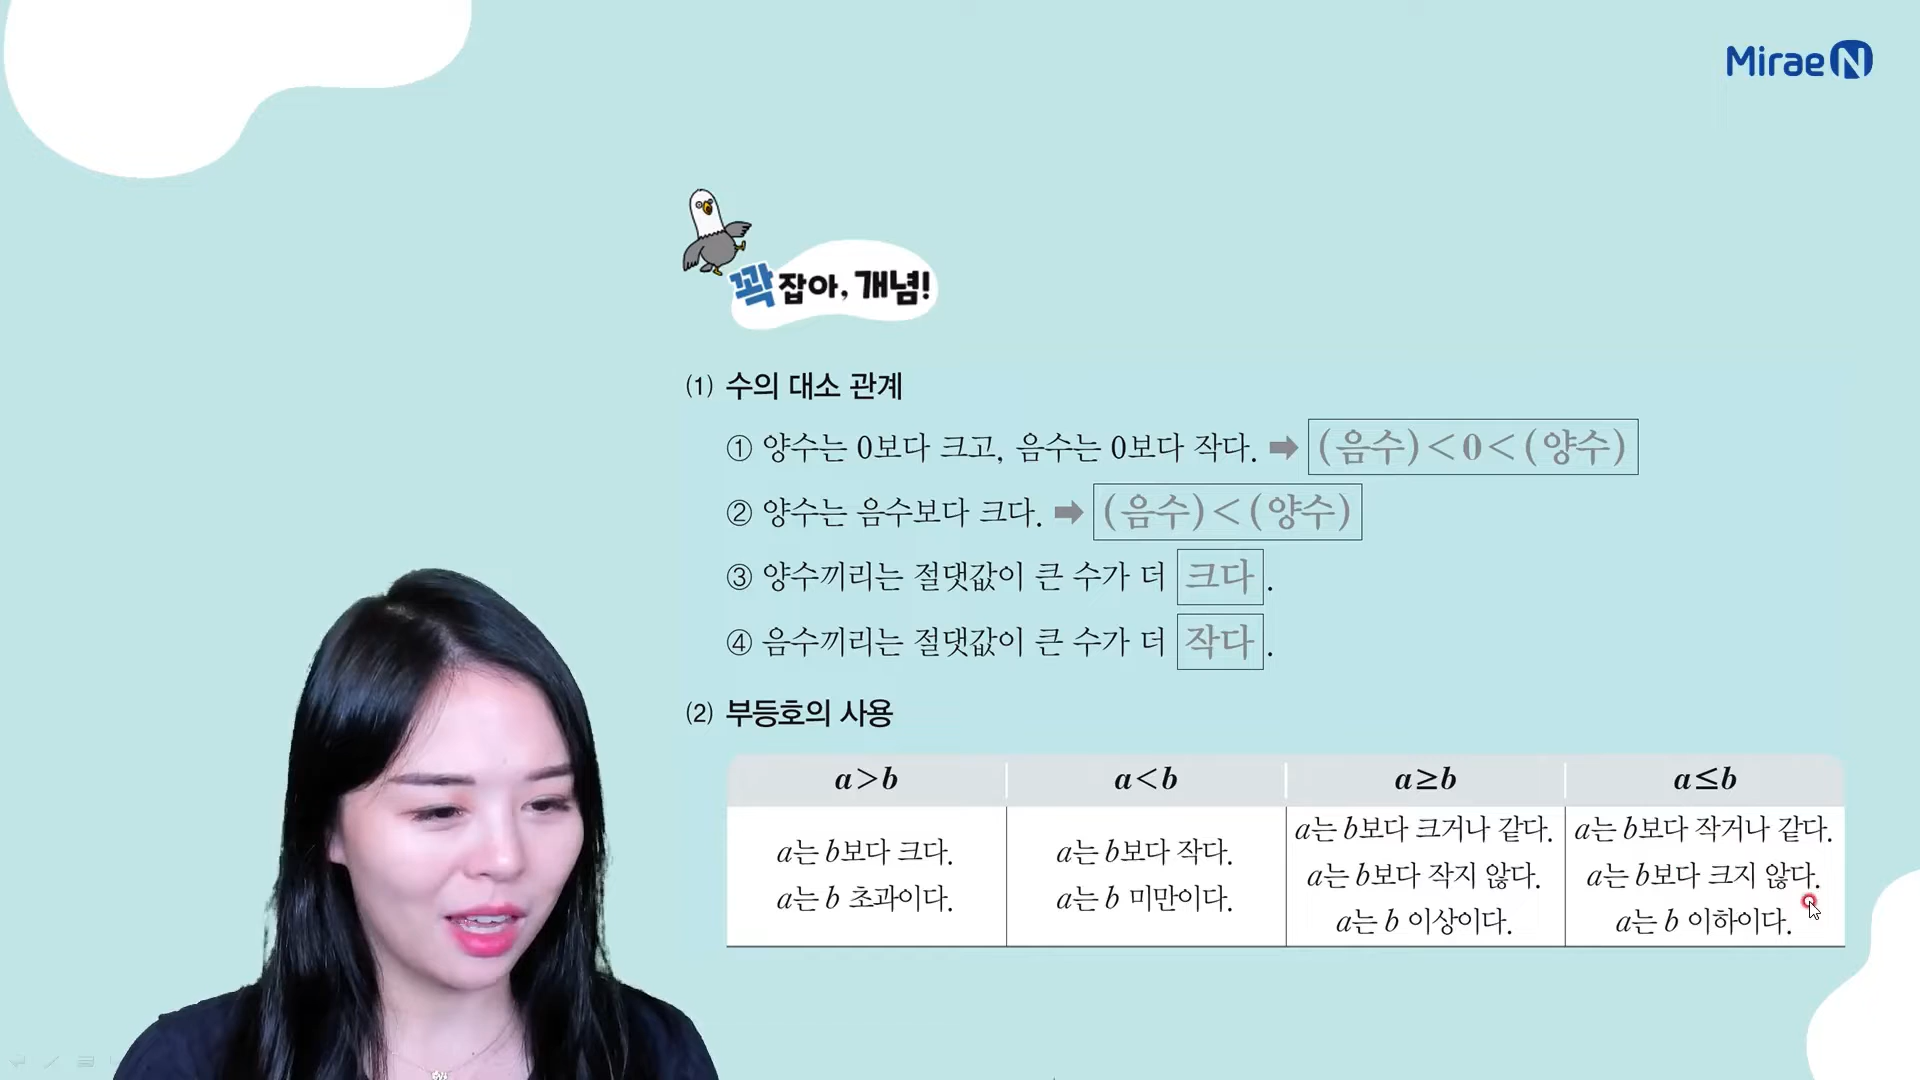 MiraeN
꽉잡아, 개념!
(1) 수의 대소 관계
① 양수는 0보다 크고, 음수는 0보다 작다. ➡ (음수)<0<(양수)
② 양수는 음수보다 크다. ➡ (음수)<(양수)
③ 양수끼리는 절댓값이 큰 수가 더 크다.
④ 음수끼리는 절댓값이 큰 수가 더 작다.
(2) 부등호의 사용
a>b a<b a≥b a≤b
a는 b보다 크다. a는 b보다 작다. a는 b보다 크거나 같다. a는 b보다 작거나 같다.
a는 b보다 작지 않다. a는 b보다 크지 않다.
a는 b 초과이다. a는 b 미만이다. a는 b 이상이다. a는 b 이하이다.